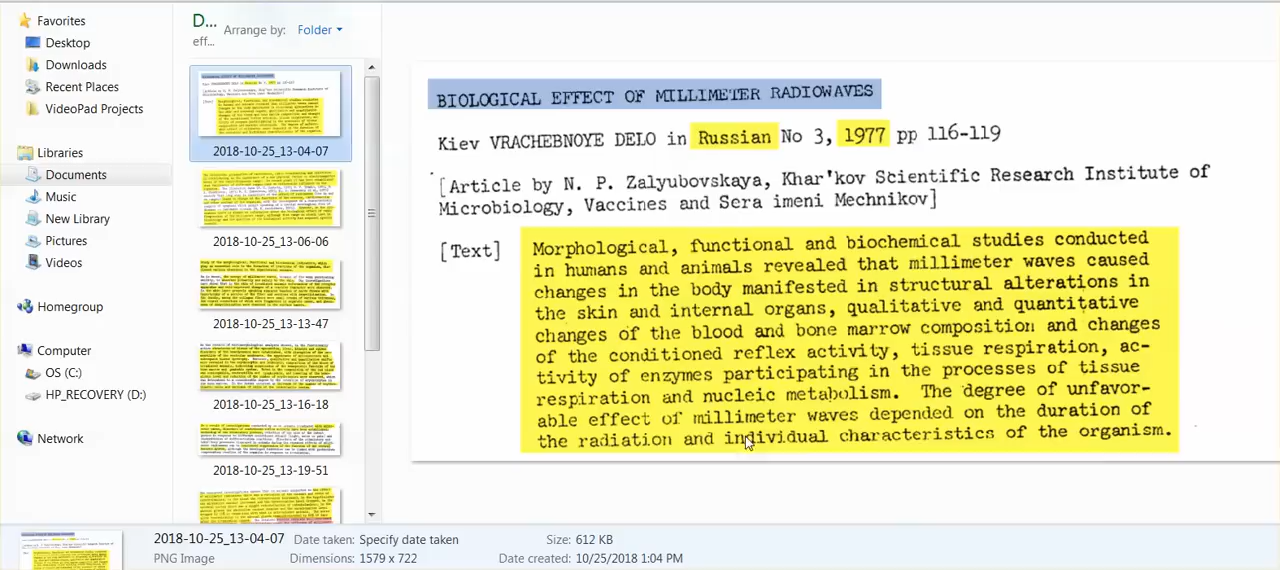 Favorites
Desktop
Downloads
Recent Places
VideoPad Projects
Libraries
Documents
Music
New Library
Pictures
Videos
Homegroup
Computer
OS (C:)
HP_RECOVERY (D:)
Network
D...
eff...
Arrange by: Folder
2018-10-25_13-04-07
2018-10-25_13-06-06
2018-10-25_13-13-47
2018-10-25_13-16-18
2018-10-25_13-19-51
BIOLOGICAL EFFECT OF MILLIMETER RADIOWAVES
Kiev VRACHEBNOYE DELO in Russian No 3, 1977 pp 116-119
[Article by N. P. Zalyubovskaya, Khar'kov Scientific Research Institute of
Microbiology, Vaccines and Sera imeni Mechnikov]
[Text] Morphological, functional and biochemical studies conducted
in humans and animals revealed that millimeter waves caused
changes in the body manifested in structural alterations in
the skin and internal organs, qualitative and quantitative
changes of the blood and bone marrow composition and changes
of the conditioned reflex activity, tissue respiration, ac-
tivity of enzymes participating in the processes of tissue
respiration and nucleic metabolism. The degree of unfavor-
able effect of millimeter waves depended on the duration of
the radiation and individual characteristics of the organism.
2018-10-25_13-04-07 Date taken: Specify date taken Size: 612 KB
PNG Image Dimensions: 1579 x 722 Date created: 10/25/2018 1:04 PM